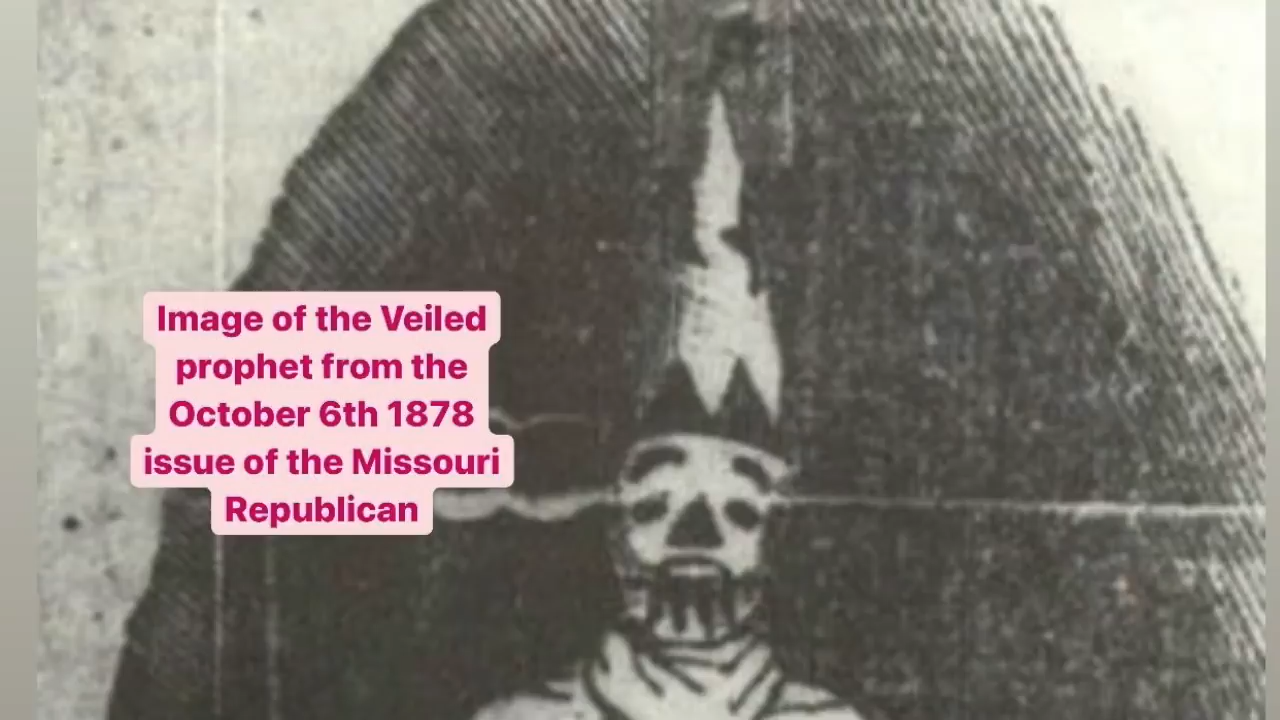 Image of the Veiled
prophet from the
October 6th 1878
issue of the Missouri
Republican